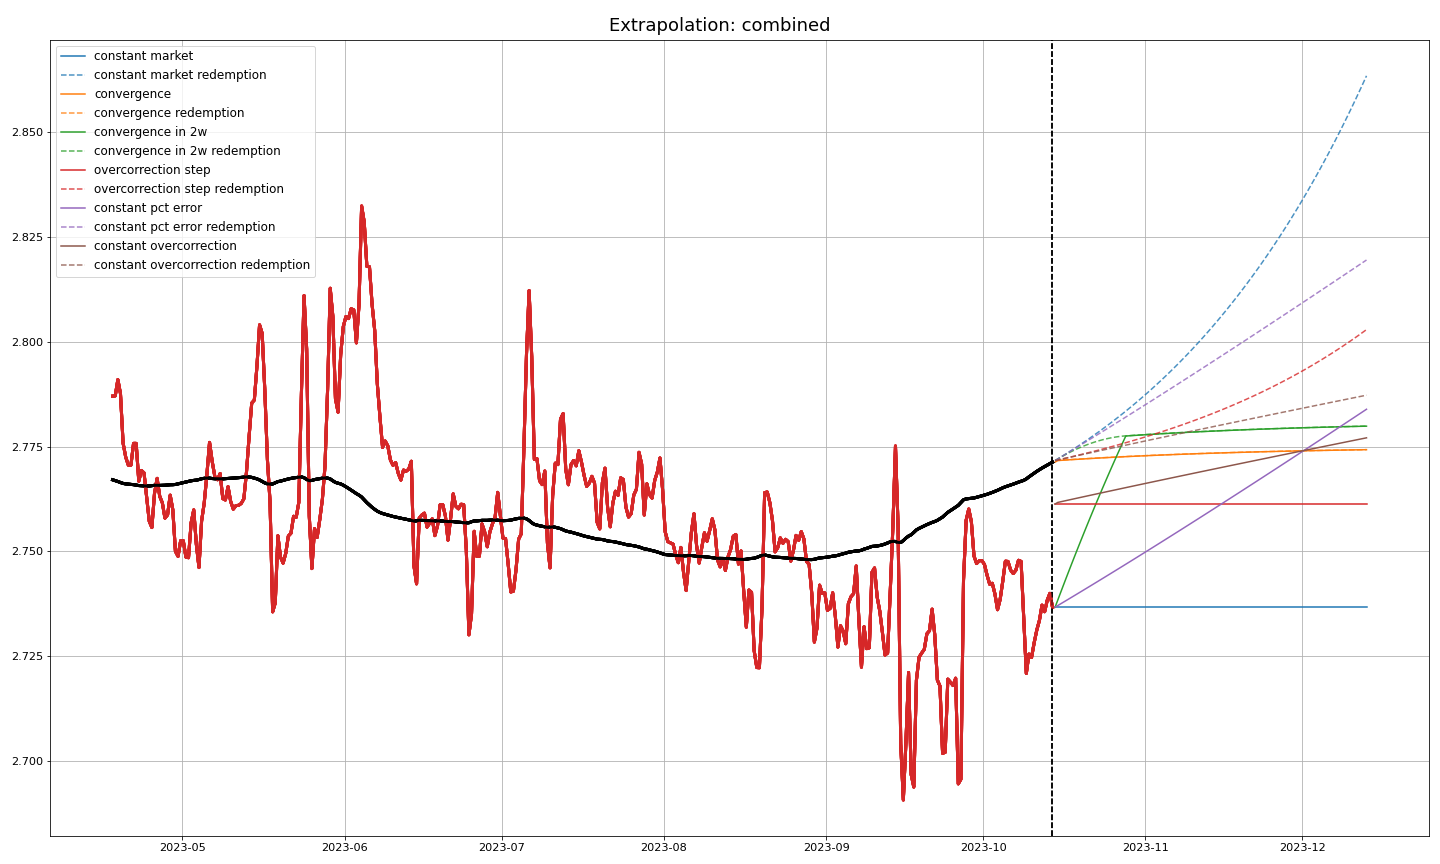 Extrapolation: combined
constant market
constant market redemption
convergence
convergence redemption
convergence in 2w
convergence in 2w redemption
overcorrection step
overcorrection step redemption
constant pct error
constant pct error redemption
constant overcorrection
constant overcorrection redemption
2.850
2.825
2.800
2.775
2.750
2.725
2.700
2023-05 2023-06 2023-07 2023-08 2023-09 2023-10 2023-11 2023-12